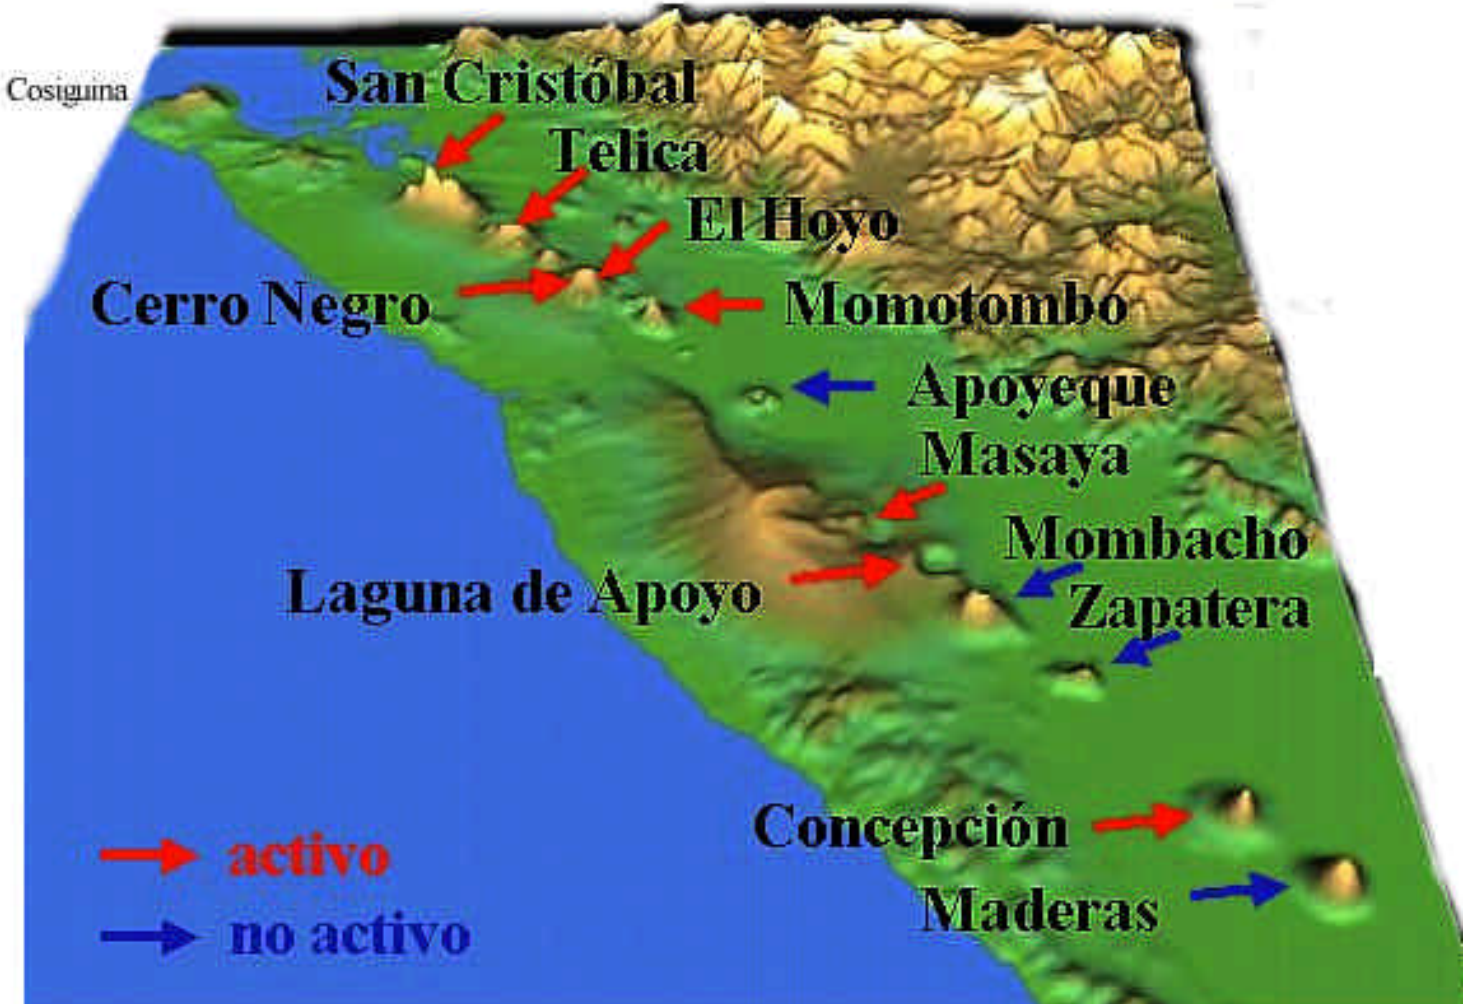 San Cristóbal
Cosiguina
Telica
El Hoyo
Cerro Negro
Momotombo
Apoyeque
Masaya
Mombacho
Laguna de Apoyo
Zapatera
Concepción
activo
Maderas
no activo